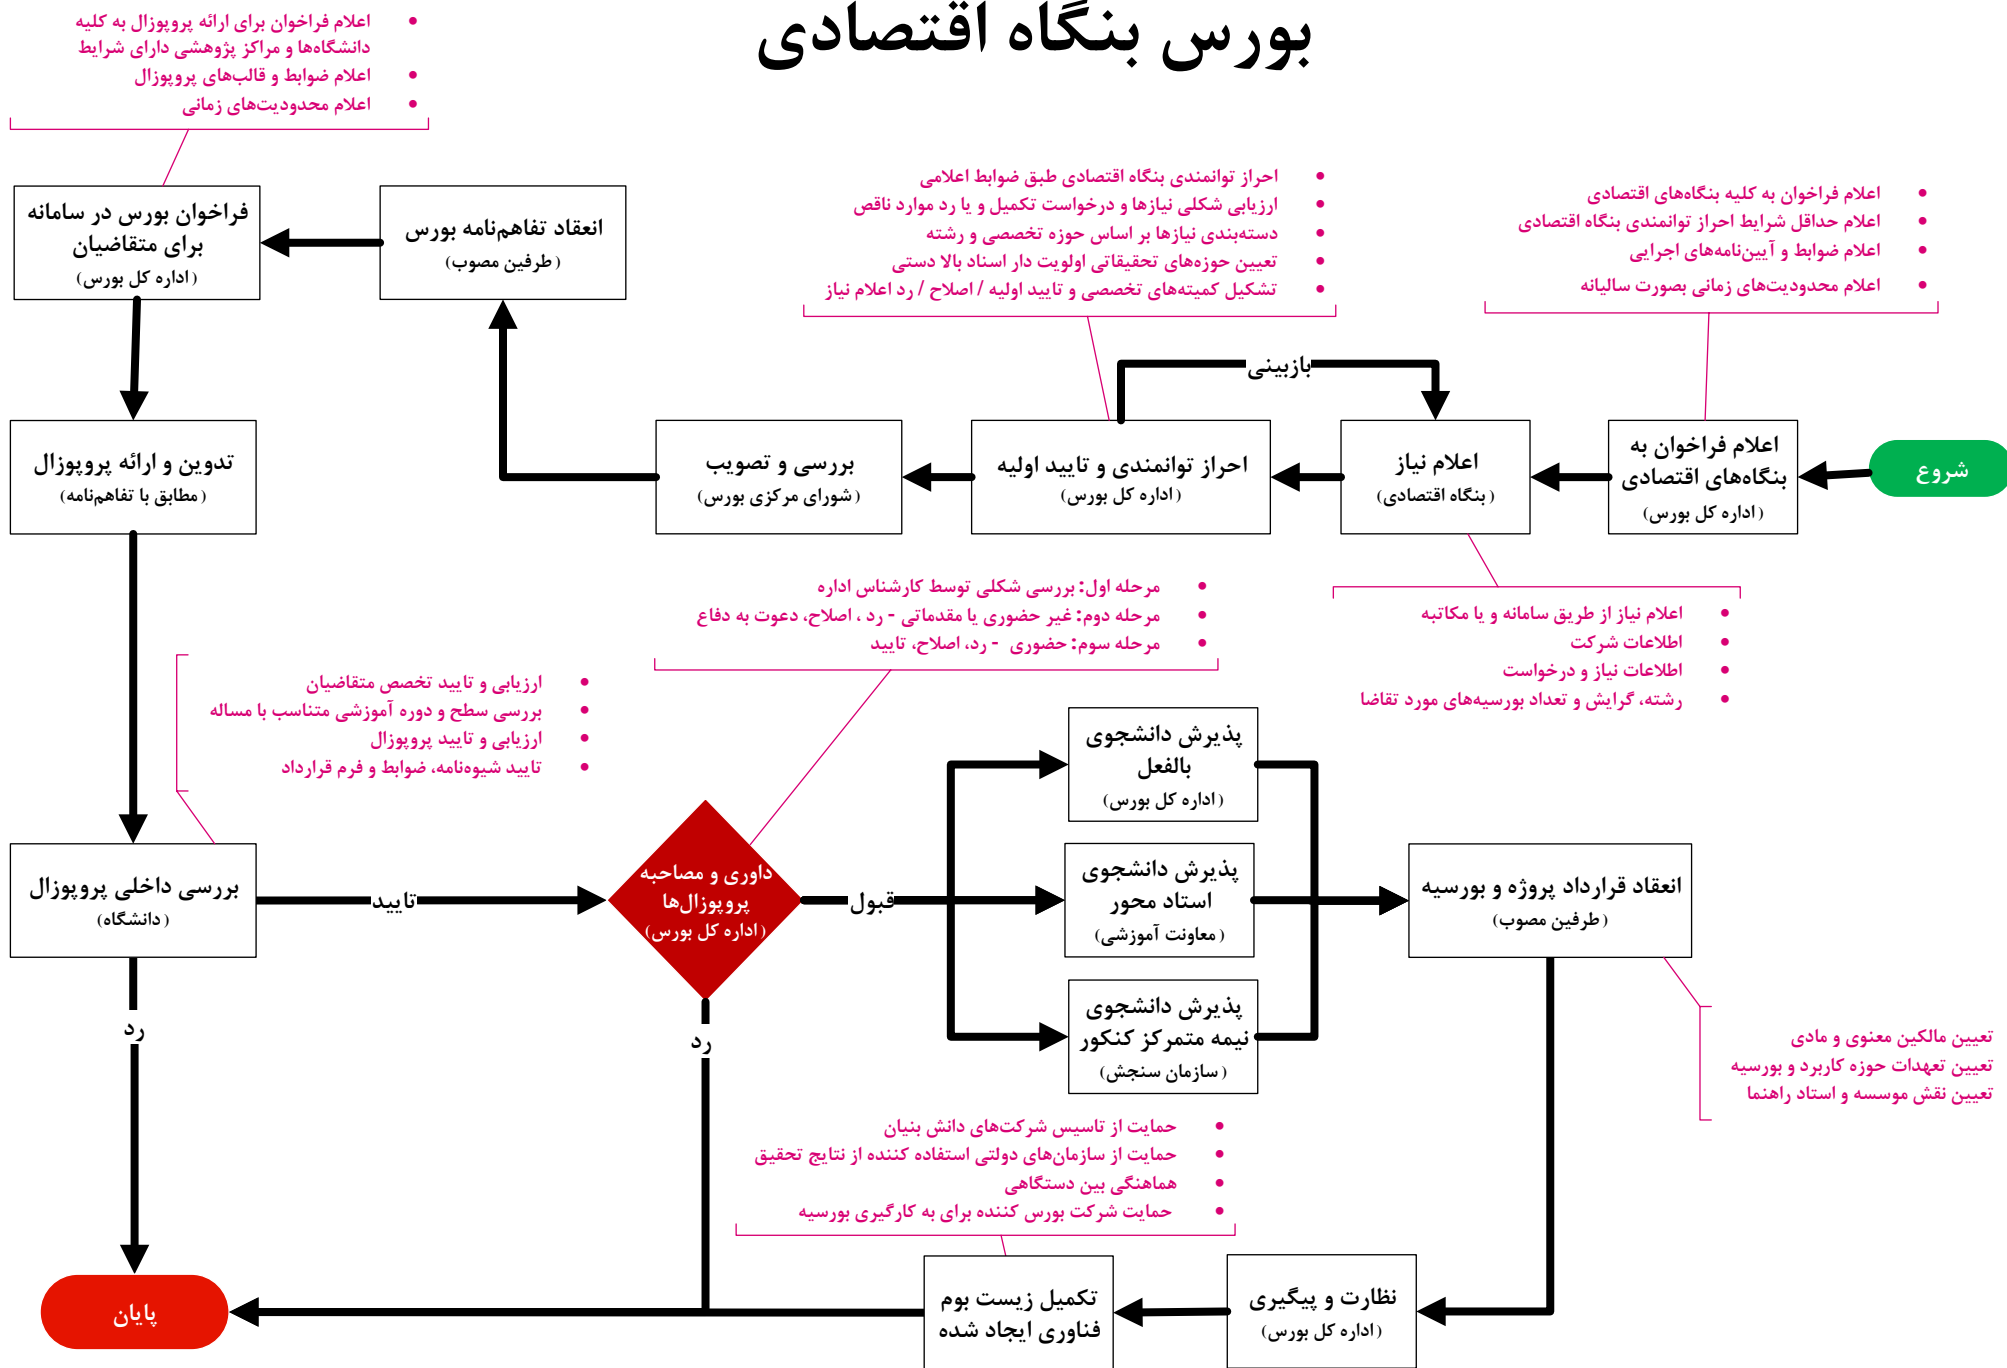 بورس بنگاه اقتصادی
• اعلام فراخوان برای ارائه پروپوزال به کلیه
دانشگاه‌ها و مراکز پژوهشی دارای شرایط
• اعلام ضوابط و قالب‌های پروپوزال
• اعلام محدودیت‌های زمانی
• احراز توانمندی بنگاه اقتصادی طبق ضوابط اعلامی
• ارزیابی شکلی نیازها و درخواست تکمیل و یا رد موارد ناقص
• دسته‌بندی نیازها بر اساس حوزه تخصصی و رشته
• تعیین حوزه‌های تحقیقاتی اولویت دار اسناد بالا دستی
• تشکیل کمیته‌های تخصصی و تایید اولیه / اصلاح / رد اعلام نیاز
• اعلام فراخوان به کلیه بنگاه‌های اقتصادی
• اعلام حداقل شرایط احراز توانمندی بنگاه اقتصادی
• اعلام ضوابط و آیین‌نامه‌های اجرایی
• اعلام محدودیت‌های زمانی بصورت سالیانه
انعقاد تفاهم‌نامه بورس
(طرفین مصوب)
فراخوان بورس در سامانه
برای متقاضیان
(اداره کل بورس)
بازبینی
شروع
اعلام فراخوان به
بنگاه‌های اقتصادی
(اداره کل بورس)
اعلام نیاز
(بنگاه اقتصادی)
احراز توانمندی و تایید اولیه
(اداره کل بورس)
بررسی و تصویب
(شورای مرکزی بورس)
تدوین و ارائه پروپوزال
(مطابق با تفاهم‌نامه)
• اعلام نیاز از طریق سامانه و یا مکاتبه
• اطلاعات شرکت
• اطلاعات نیاز و درخواست
• رشته، گرایش و تعداد بورسیه‌های مورد تقاضا
• مرحله اول: بررسی شکلی توسط کارشناس اداره
• مرحله دوم: غیر حضوری یا مقدماتی - رد ، اصلاح، دعوت به دفاع
• مرحله سوم: حضوری - رد، اصلاح، تایید
• ارزیابی و تایید تخصص متقاضیان
• بررسی سطح و دوره آموزشی متناسب با مساله
• ارزیابی و تایید پروپوزال
• تایید شیوه‌نامه، ضوابط و فرم قرارداد
بررسی داخلی پروپوزال
(دانشگاه)
تایید
رد
داوری و مصاحبه
پروپوزال‌ها
(اداره کل بورس)
قبول
رد
پذیرش دانشجوی
بالفعل
(اداره کل بورس)
پذیرش دانشجوی
استاد محور
(معاونت آموزشی)
پذیرش دانشجوی
نیمه متمرکز کنکور
(سازمان سنجش)
انعقاد قرارداد پروژه و بورسیه
(طرفین مصوب)
تعیین مالکین معنوی و مادی
تعیین تعهدات حوزه کاربرد و بورسیه
تعیین نقش موسسه و استاد راهنما
• حمایت از تاسیس شرکت‌های دانش بنیان
• حمایت از سازمان‌های دولتی استفاده کننده از نتایج تحقیق
• هماهنگی بین دستگاهی
• حمایت شرکت بورس کننده برای به کارگیری بورسیه
نظارت و پیگیری
(اداره کل بورس)
تکمیل زیست بوم
فناوری ایجاد شده
پایان